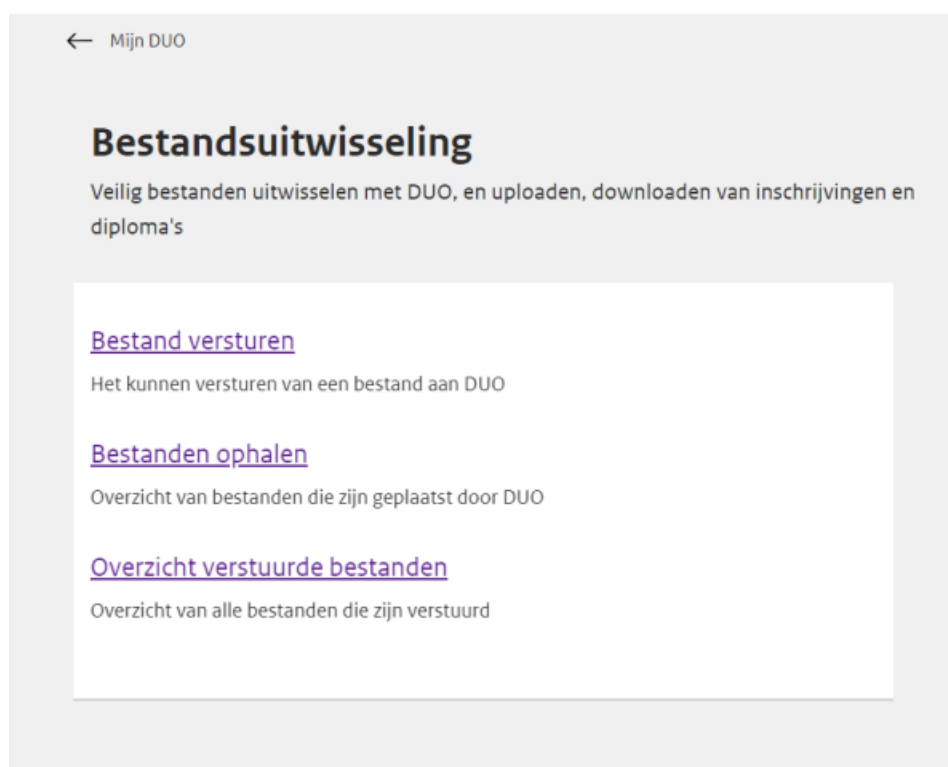 ← Mijn DUO
Bestandsuitwisseling
Veilig bestanden uitwisselen met DUO, en uploaden, downloaden van inschrijvingen en
diploma's
Bestand versturen
Het kunnen versturen van een bestand aan DUO
Bestanden ophalen
Overzicht van bestanden die zijn geplaatst door DUO
Overzicht verstuurde bestanden
Overzicht van alle bestanden die zijn verstuurd